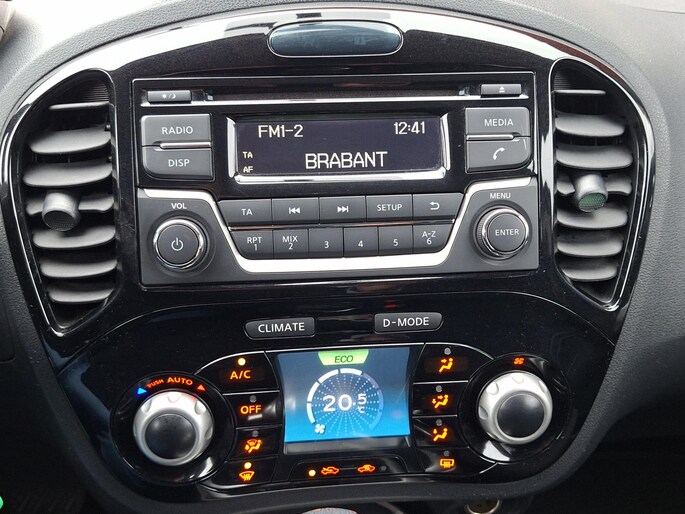 FM1-2 12:41
TA
AF
BRABANT
RADIO
DISP
MEDIA
VOL
MENU
TA
SETUP
RPT
1
MIX
2
3
4
5
A-Z
6
ENTER
CLIMATE
D-MODE
ECO
20.5
°C
PUSH AUTO
A/C
OFF